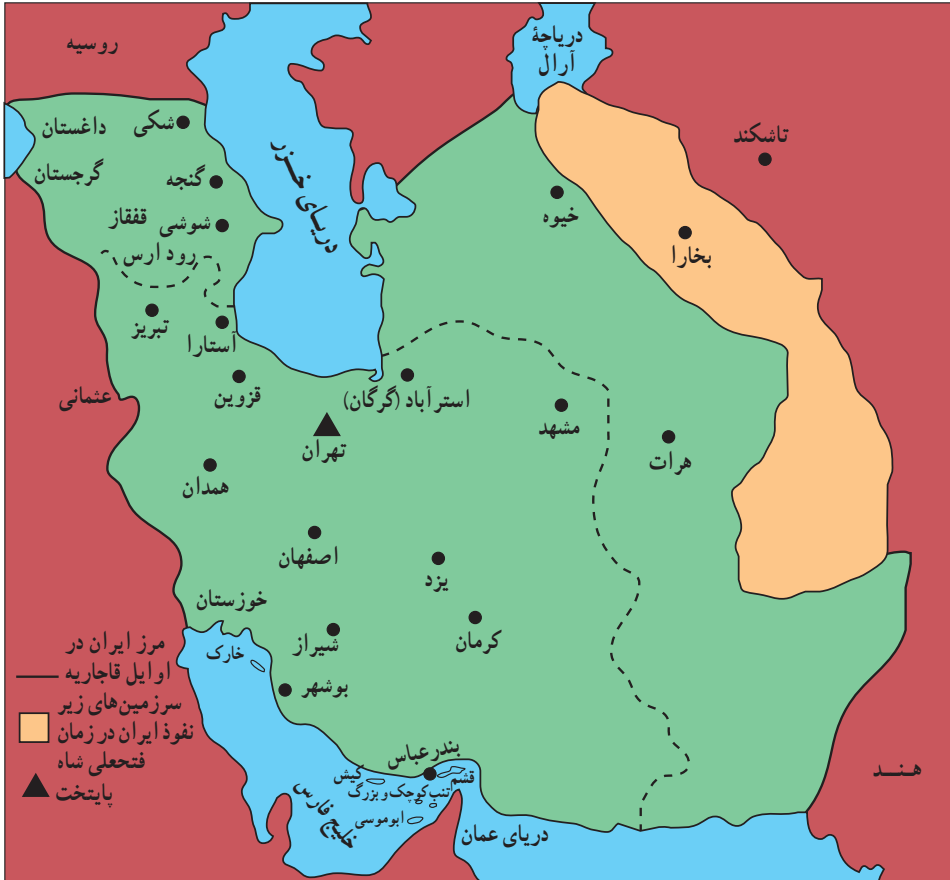 روسیه
دریاچهٔ
آرال
داغستان
شکی
تاشکند
گرجستان
گنجه
دریای خزر
خیوه
قفقاز
شوشی
بخارا
رود ارس
تبریز
آستارا
عثمانی
قزوین
استرآباد (گرگان)
مشهد
تهران
هرات
همدان
اصفهان
یزد
خوزستان
شیراز
کرمان
خارک
بوشهر
بندرعباس
قشم
کیش
تنب کوچک و بزرگ
ابوموسی
خلیج فارس
دریای عمان
هند
مرز ایران در
اوایل قاجاریه
سرزمین‌های زیر
نفوذ ایران در زمان
فتحعلی شاه
پایتخت